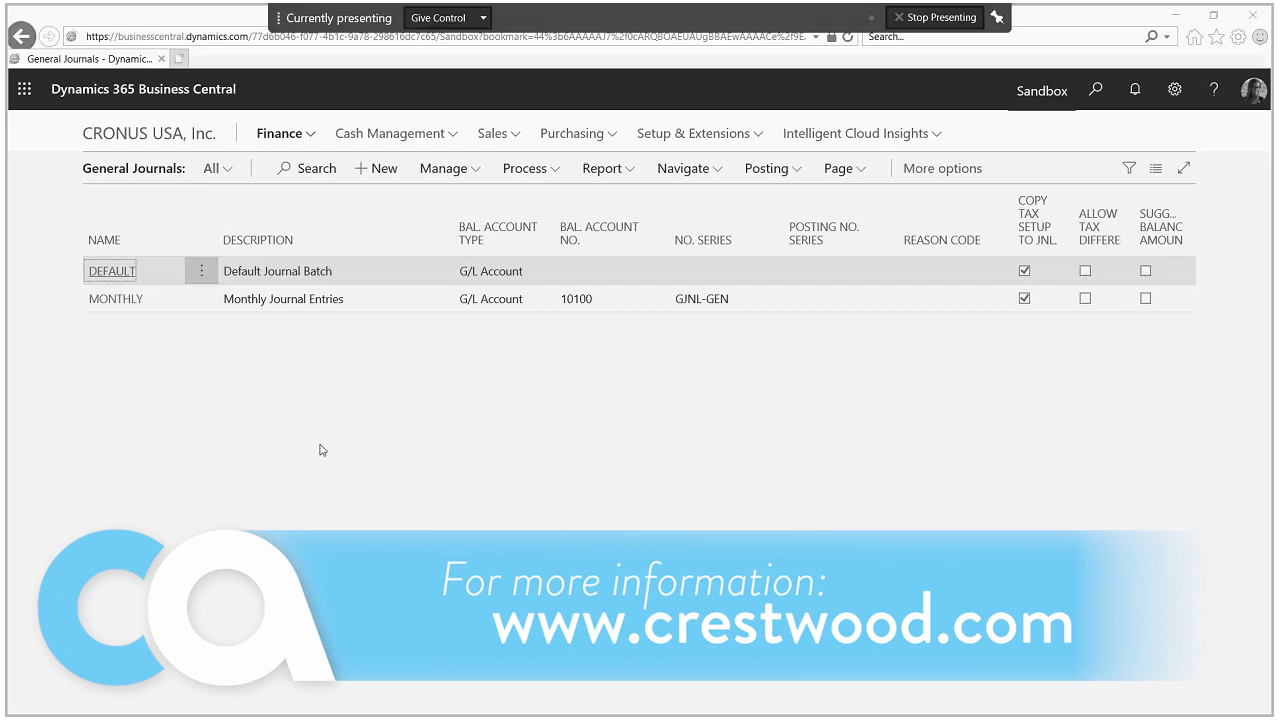 Currently presenting Give Control Stop Presenting
https://businesscentral.dynamics.com/77d6b046-f077-4b1c-9a78-298616dc7c65/Sandbox?bookmark=44%3b6AAAAAJ7%2f0cARQBOAEUAUgBBAEwAAAACe%2f9E. Search...
General Journals - Dynamic...
Dynamics 365 Business Central Sandbox ?
CRONUS USA, Inc. Finance Cash Management Sales Purchasing Setup & Extensions Intelligent Cloud Insights
General Journals: All Search + New Manage Process Report Navigate Posting Page More options
NAME DESCRIPTION BAL. ACCOUNT TYPE BAL. ACCOUNT NO. NO. SERIES POSTING NO. SERIES REASON CODE COPY TAX SETUP TO JNL. ALLOW TAX DIFFERE SUGG... BALANC AMOUN
DEFAULT Default Journal Batch G/L Account
MONTHLY Monthly Journal Entries G/L Account 10100 GJNL-GEN
ca For more information:
www.crestwood.com